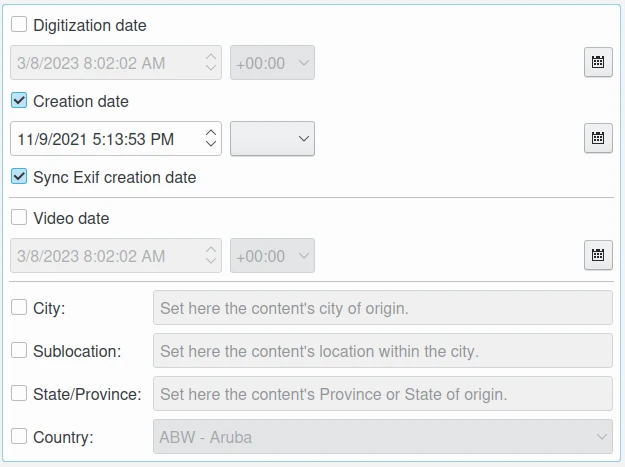 Digitization date
3/8/2023 8:02:02 AM +00:00
Creation date
11/9/2021 5:13:53 PM
Sync Exif creation date
Video date
3/8/2023 8:02:02 AM +00:00
City: Set here the content's city of origin.
Sublocation: Set here the content's location within the city.
State/Province: Set here the content's Province or State of origin.
Country: ABW - Aruba